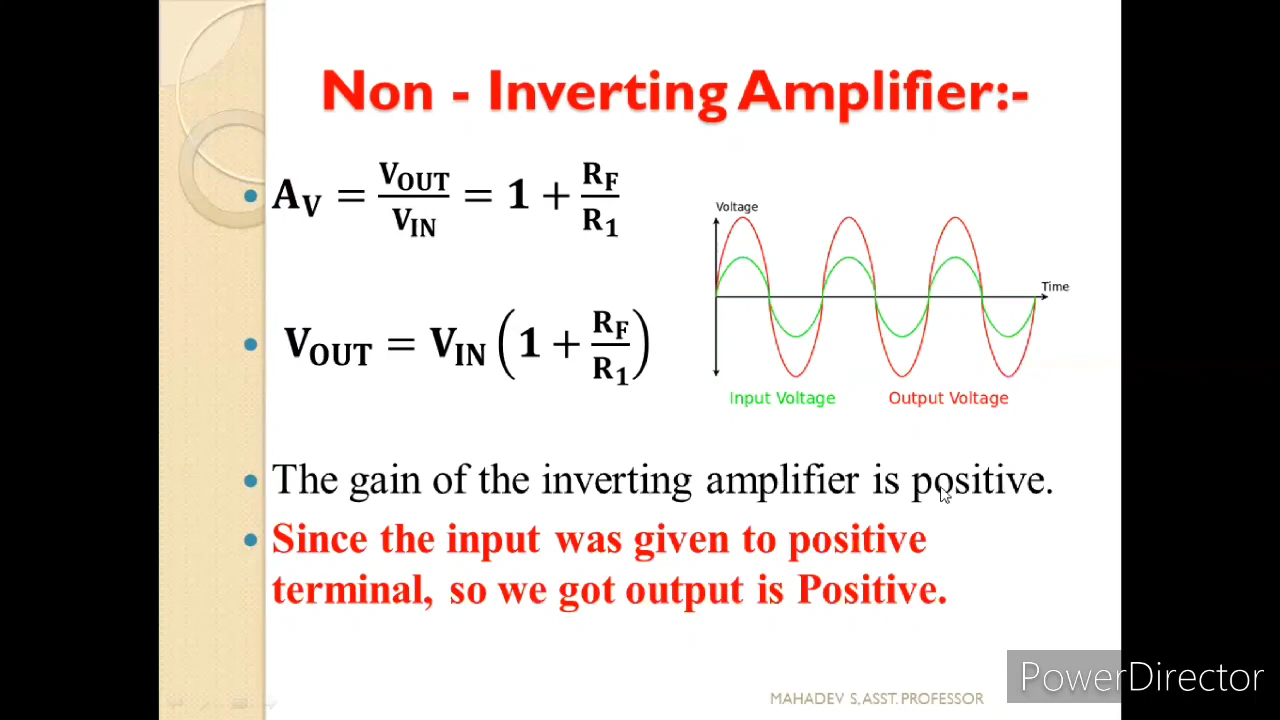 Non - Inverting Amplifier:-
• A_V = V_OUT / V_IN = 1 + R_F / R_1
• V_OUT = V_IN (1 + R_F / R_1)
Voltage
Time
Input Voltage Output Voltage
• The gain of the inverting amplifier is positive.
• Since the input was given to positive
terminal, so we got output is Positive.
MAHADEV S, ASST. PROFESSOR
PowerDirector